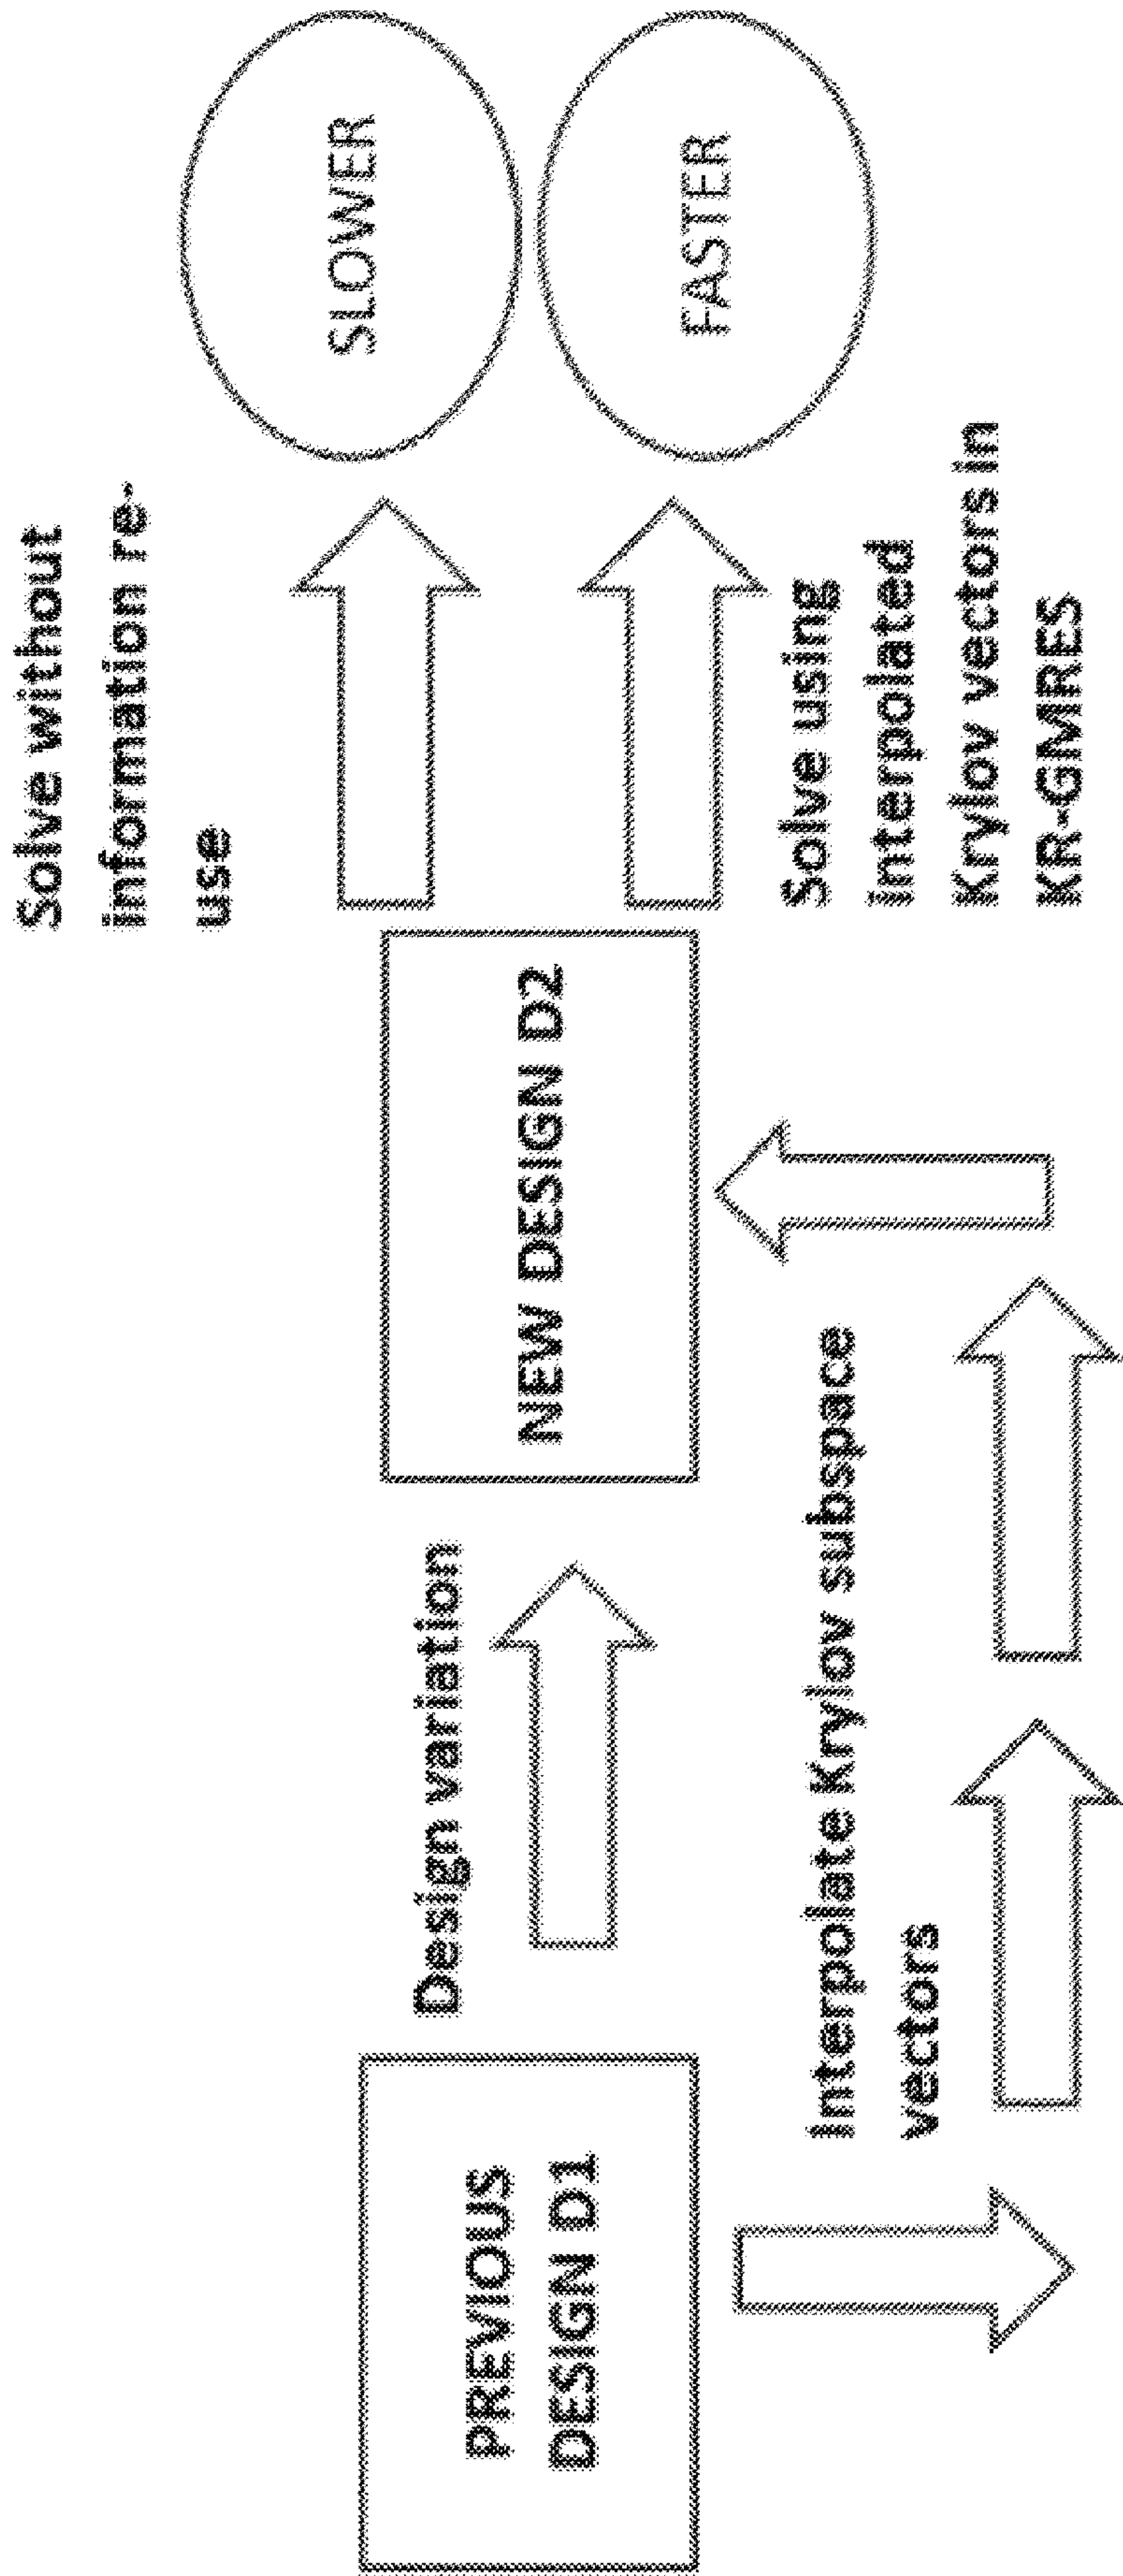 PREVIOUS
DESIGN D1
Design variation
Interpolate Krylov subspace
vectors
NEW DESIGN D2
Solve without
information re-
use
Solve using
interpolated
Krylov vectors in
KR-GMRES
SLOWER
FASTER